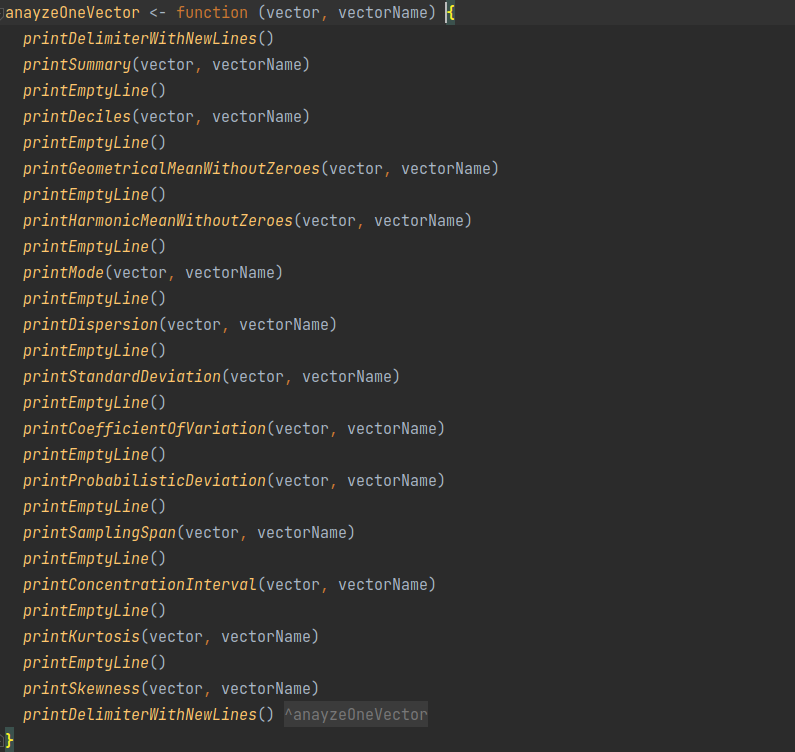 anayzeOneVector <- function (vector, vectorName) {
printDelimiterWithNewLines()
printSummary(vector, vectorName)
printEmptyLine()
printDeciles(vector, vectorName)
printEmptyLine()
printGeometricalMeanWithoutZeroes(vector, vectorName)
printEmptyLine()
printHarmonicMeanWithoutZeroes(vector, vectorName)
printEmptyLine()
printMode(vector, vectorName)
printEmptyLine()
printDispersion(vector, vectorName)
printEmptyLine()
printStandardDeviation(vector, vectorName)
printEmptyLine()
printCoefficientOfVariation(vector, vectorName)
printEmptyLine()
printProbabilisticDeviation(vector, vectorName)
printEmptyLine()
printSamplingSpan(vector, vectorName)
printEmptyLine()
printConcentrationInterval(vector, vectorName)
printEmptyLine()
printKurtosis(vector, vectorName)
printEmptyLine()
printSkewness(vector, vectorName)
printDelimiterWithNewLines() ^anayzeOneVector
}